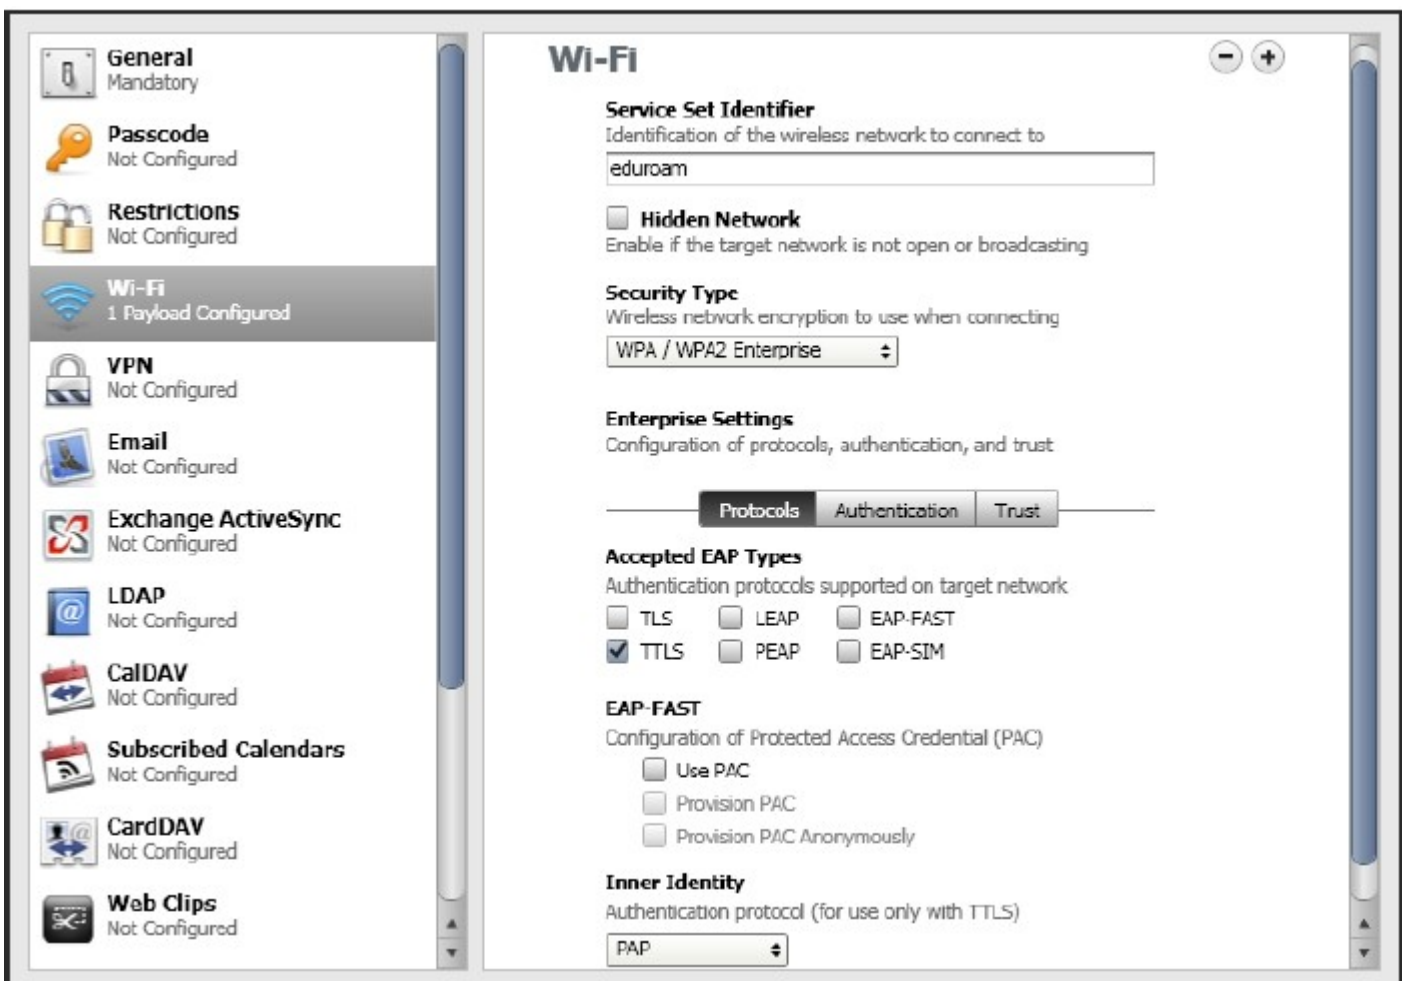 General
Mandatory
Passcode
Not Configured
Restrictions
Not Configured
Wi-Fi
1 Payload Configured
VPN
Not Configured
Email
Not Configured
Exchange ActiveSync
Not Configured
LDAP
Not Configured
CalDAV
Not Configured
Subscribed Calendars
Not Configured
CardDAV
Not Configured
Web Clips
Not Configured
Wi-Fi
Service Set Identifier
Identification of the wireless network to connect to
eduroam
Hidden Network
Enable if the target network is not open or broadcasting
Security Type
Wireless network encryption to use when connecting
WPA / WPA2 Enterprise
Enterprise Settings
Configuration of protocols, authentication, and trust
Protocols Authentication Trust
Accepted EAP Types
Authentication protocols supported on target network
TLS LEAP EAP-FAST
TTLS PEAP EAP-SIM
EAP-FAST
Configuration of Protected Access Credential (PAC)
Use PAC
Provision PAC
Provision PAC Anonymously
Inner Identity
Authentication protocol (for use only with TTLS)
PAP